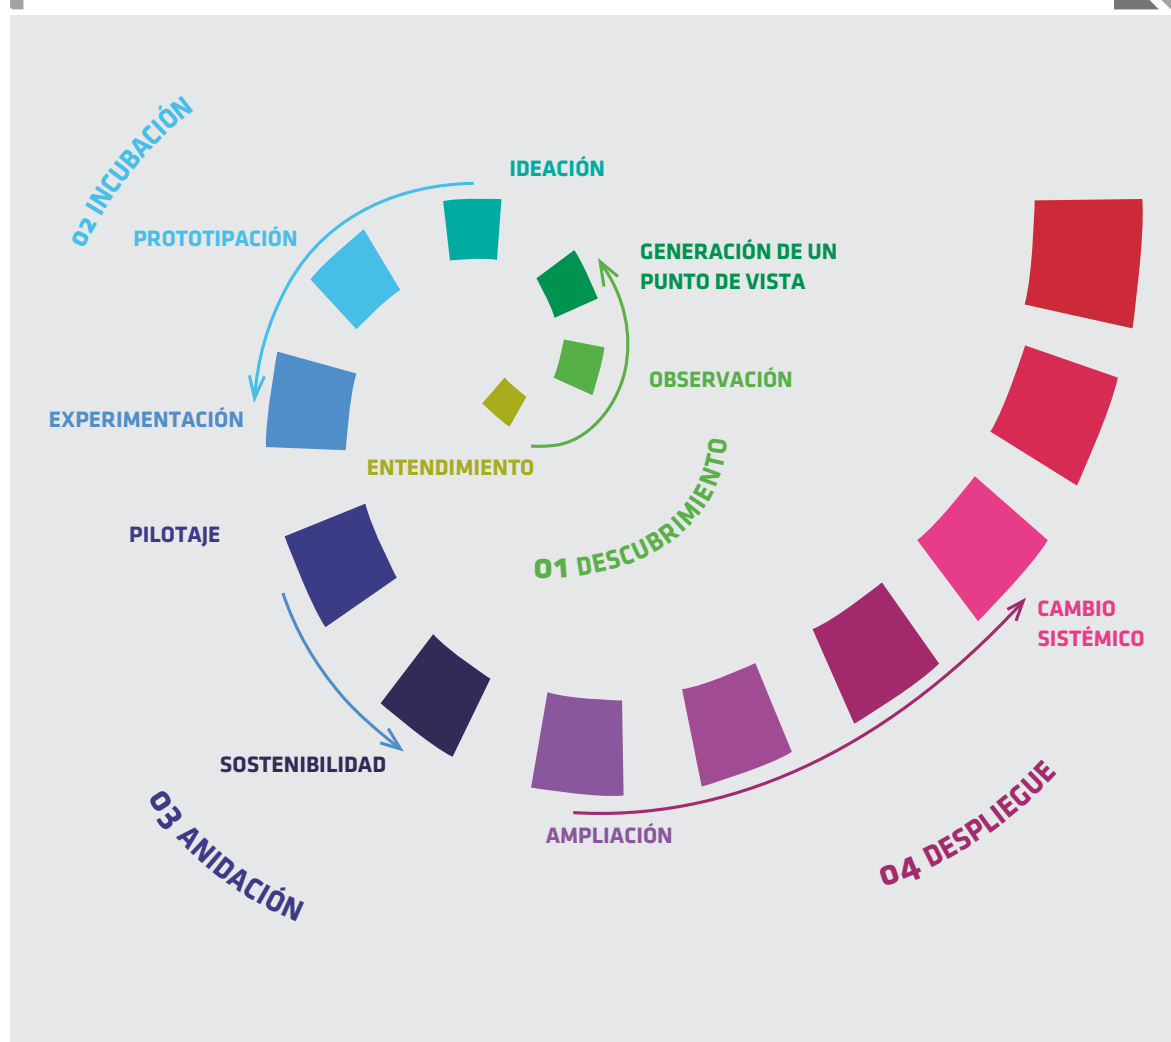 02 INCUBACIÓN
IDEACIÓN
PROTOTIPACIÓN
GENERACIÓN DE UN
PUNTO DE VISTA
OBSERVACIÓN
EXPERIMENTACIÓN
ENTENDIMIENTO
01 DESCUBRIMIENTO
PILOTAJE
CAMBIO
SISTÉMICO
SOSTENIBILIDAD
AMPLIACIÓN
03 ANIDACIÓN
04 DESPLIEGUE